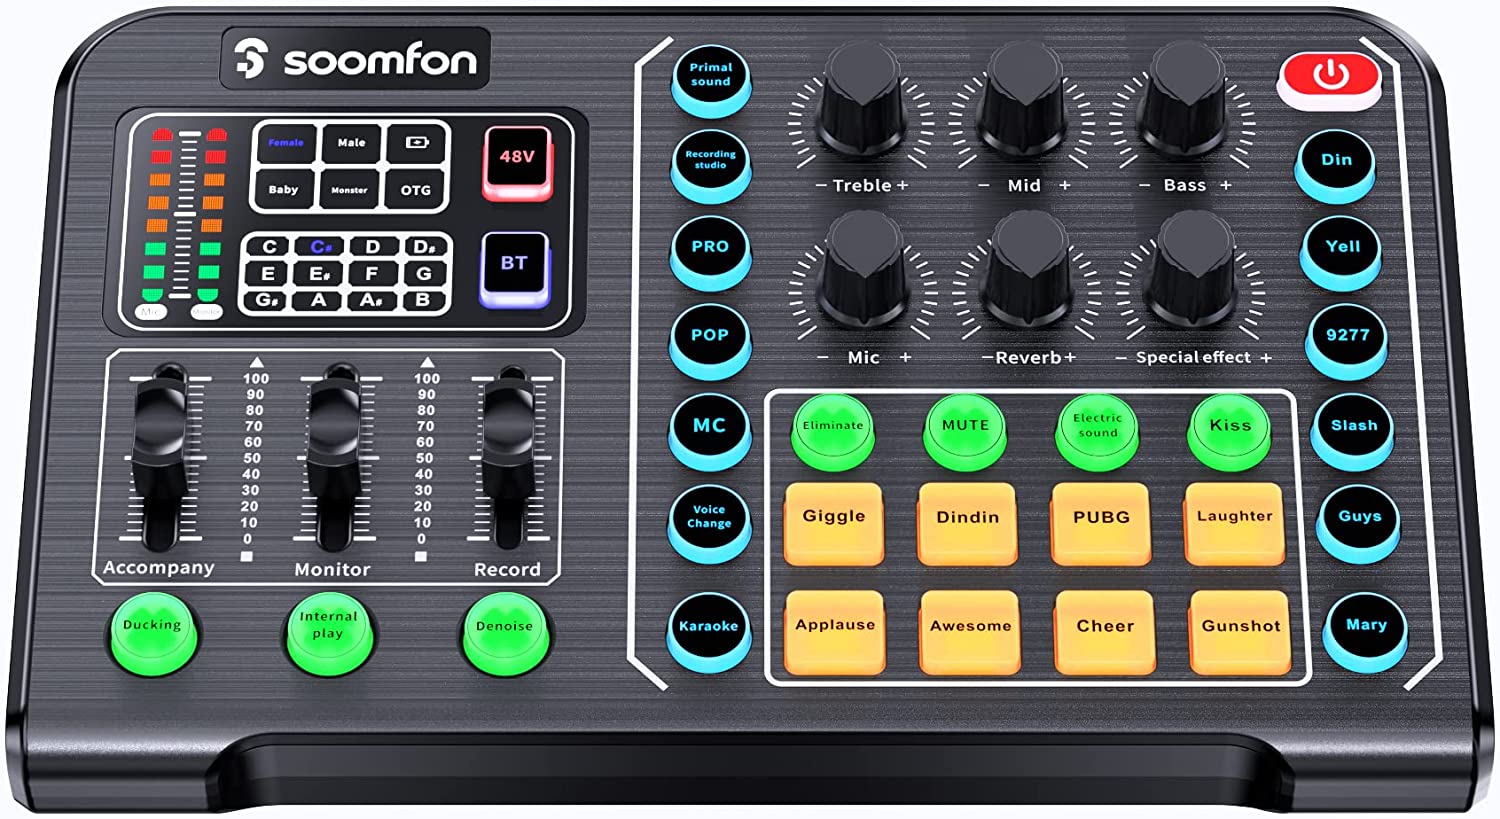 soomfon
Female
Male
Baby
Monster
OTG
48V
BT
C
C#
D
D#
E
E#
F
G
G#
A
A#
B
Mic
Monitor
100
90
80
70
60
50
40
30
20
10
0
100
90
80
70
60
50
40
30
20
10
0
Accompany
Monitor
Record
Ducking
Internal
play
Denoise
Primal
sound
Recording
studio
PRO
POP
MC
Voice
Change
Karaoke
- Treble +
- Mid +
- Bass +
- Mic +
-Reverb+
- Special effect +
Eliminate
MUTE
Electric
sound
Kiss
Giggle
Dindin
PUBG
Laughter
Applause
Awesome
Cheer
Gunshot
Din
Yell
9277
Slash
Guys
Mary